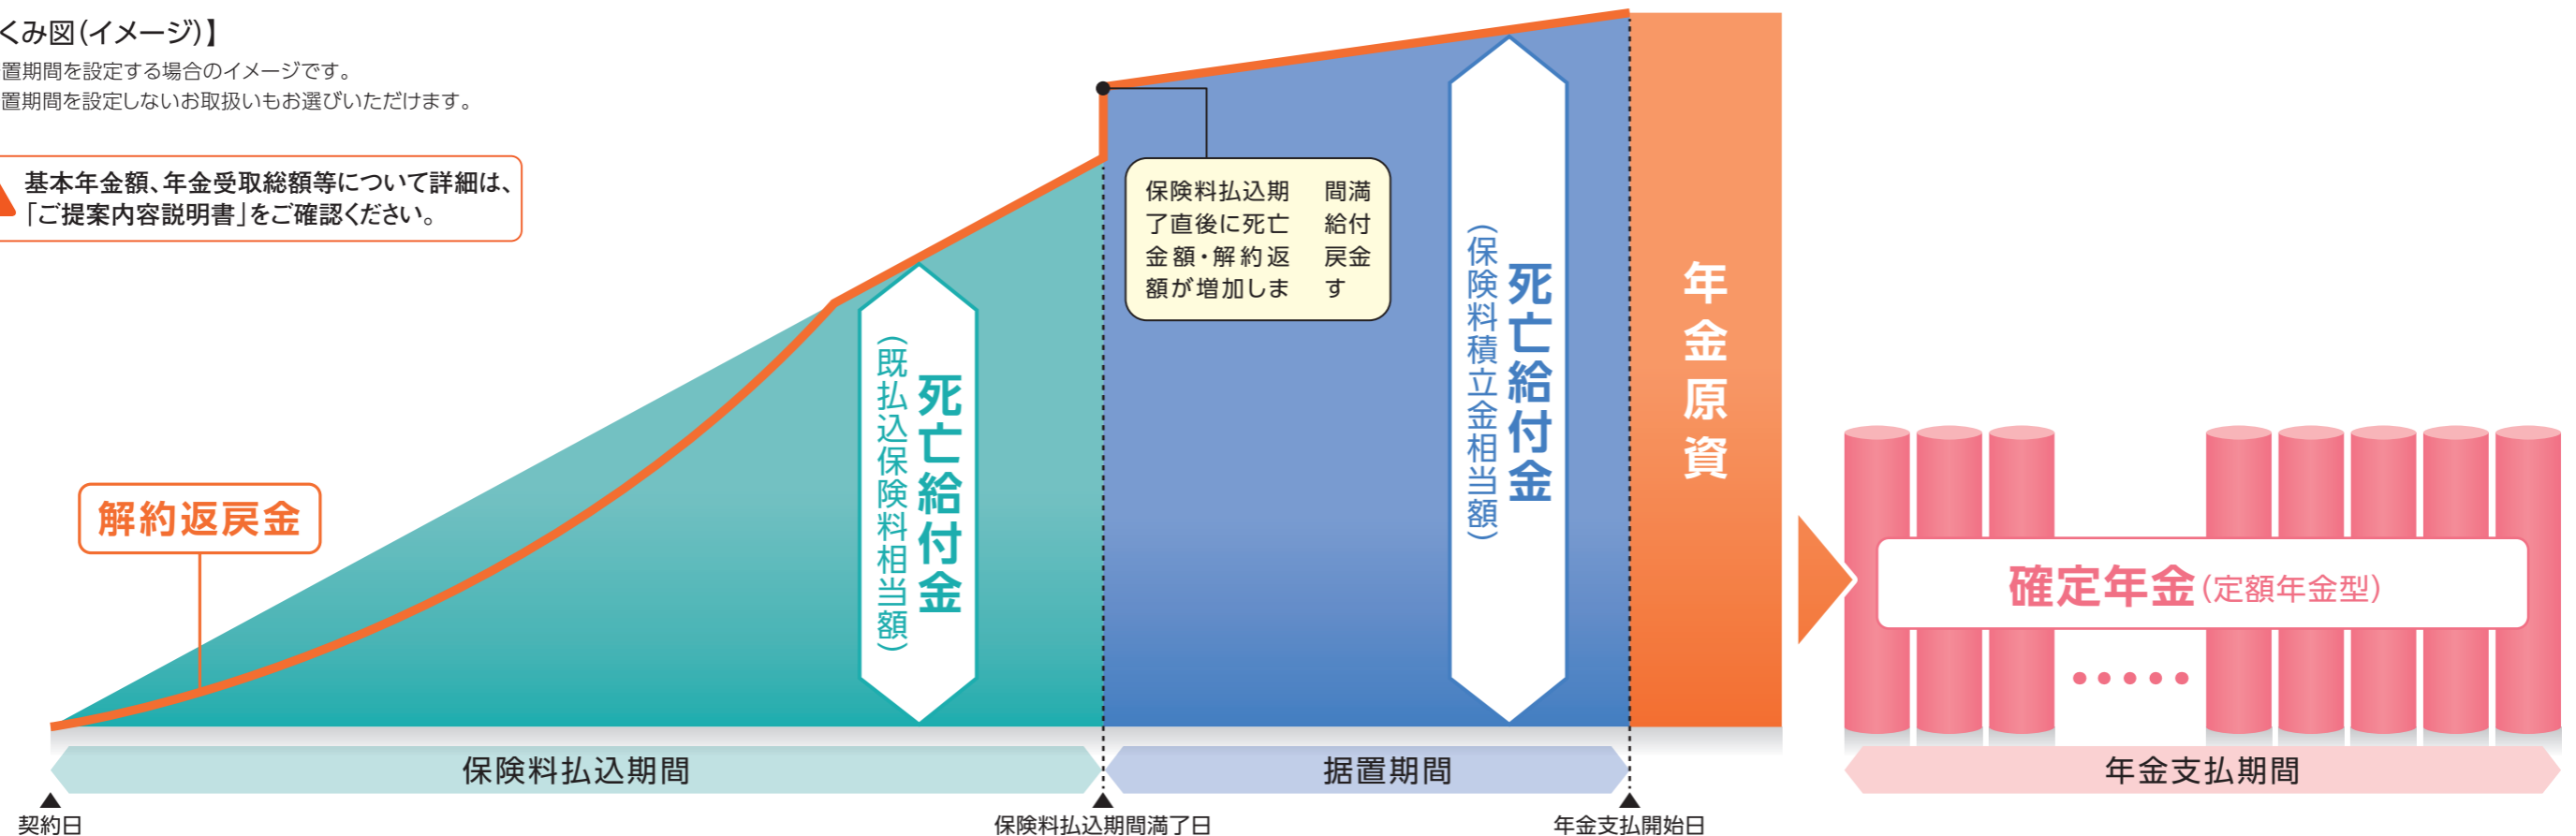 くみ図(イメージ)】
置期間を設定する場合のイメージです。
置期間を設定しないお取扱いもお選びいただけます。
基本年金額、年金受取総額等について詳細は、
「ご提案内容説明書」をご確認ください。
解約返戻金
死亡給付金
(既払込保険料相当額)
保険料払込期 間満
了直後に死亡 給付
金額・解約返 戻金
額が増加しま す
死亡給付金
(保険料積立金相当額)
年金原資
確定年金(定額年金型)
保険料払込期間
据置期間
年金支払期間
契約日
保険料払込期間満了日
年金支払開始日